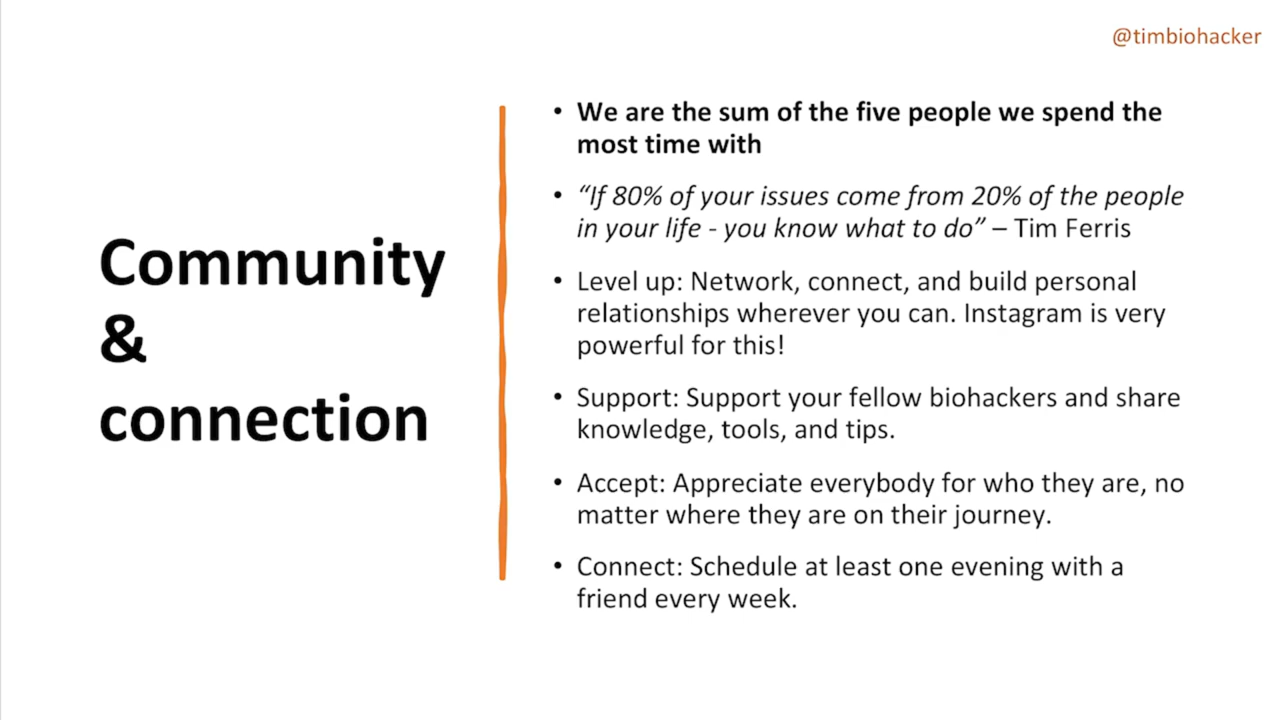 @timbiohacker
Community
&
connection
• We are the sum of the five people we spend the
most time with
• “If 80% of your issues come from 20% of the people
in your life - you know what to do” – Tim Ferris
• Level up: Network, connect, and build personal
relationships wherever you can. Instagram is very
powerful for this!
• Support: Support your fellow biohackers and share
knowledge, tools, and tips.
• Accept: Appreciate everybody for who they are, no
matter where they are on their journey.
• Connect: Schedule at least one evening with a
friend every week.